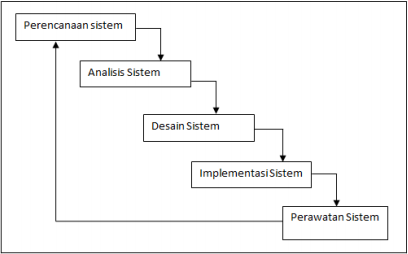 Perencanaan sistem
Analisis Sistem
Desain Sistem
Implementasi Sistem
Perawatan Sistem